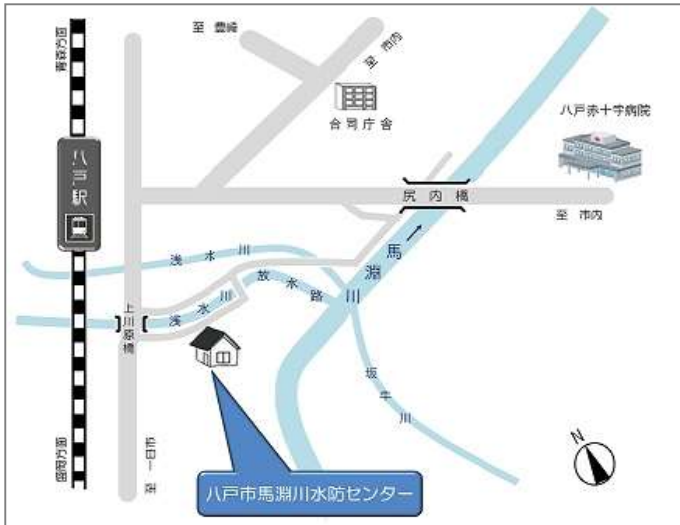 至 豊崎
至 市内
青森方面
合同庁舎
八戸赤十字病院
八戸駅
尻内橋
至 市内
馬淵川
浅水川
浅水川放水路
上川原橋
坂牛川
盛岡方面
至 一日市
N
八戸市馬淵川水防センター